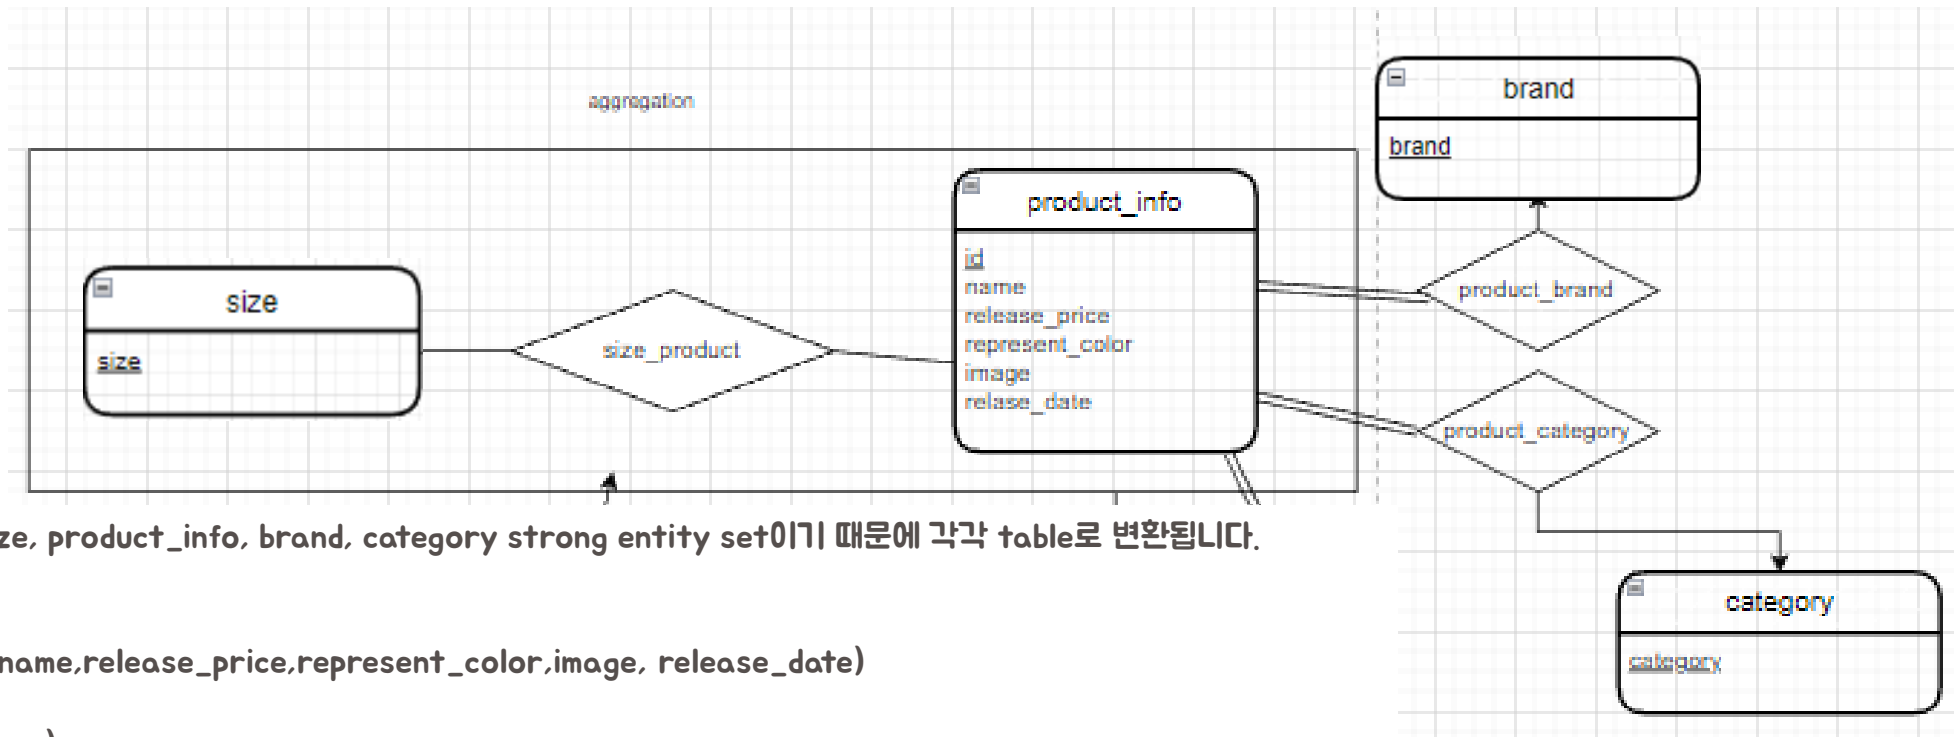 aggregation
brand
brand
product_info
id
name
release_price
represent_color
image
relase_date
product_brand
size
size
size_product
product_category
ze, product_info, brand, category strong entity set이기 때문에 각각 table로 변환됩니다.
category
category
name,release_price,represent_color,image, release_date)
)